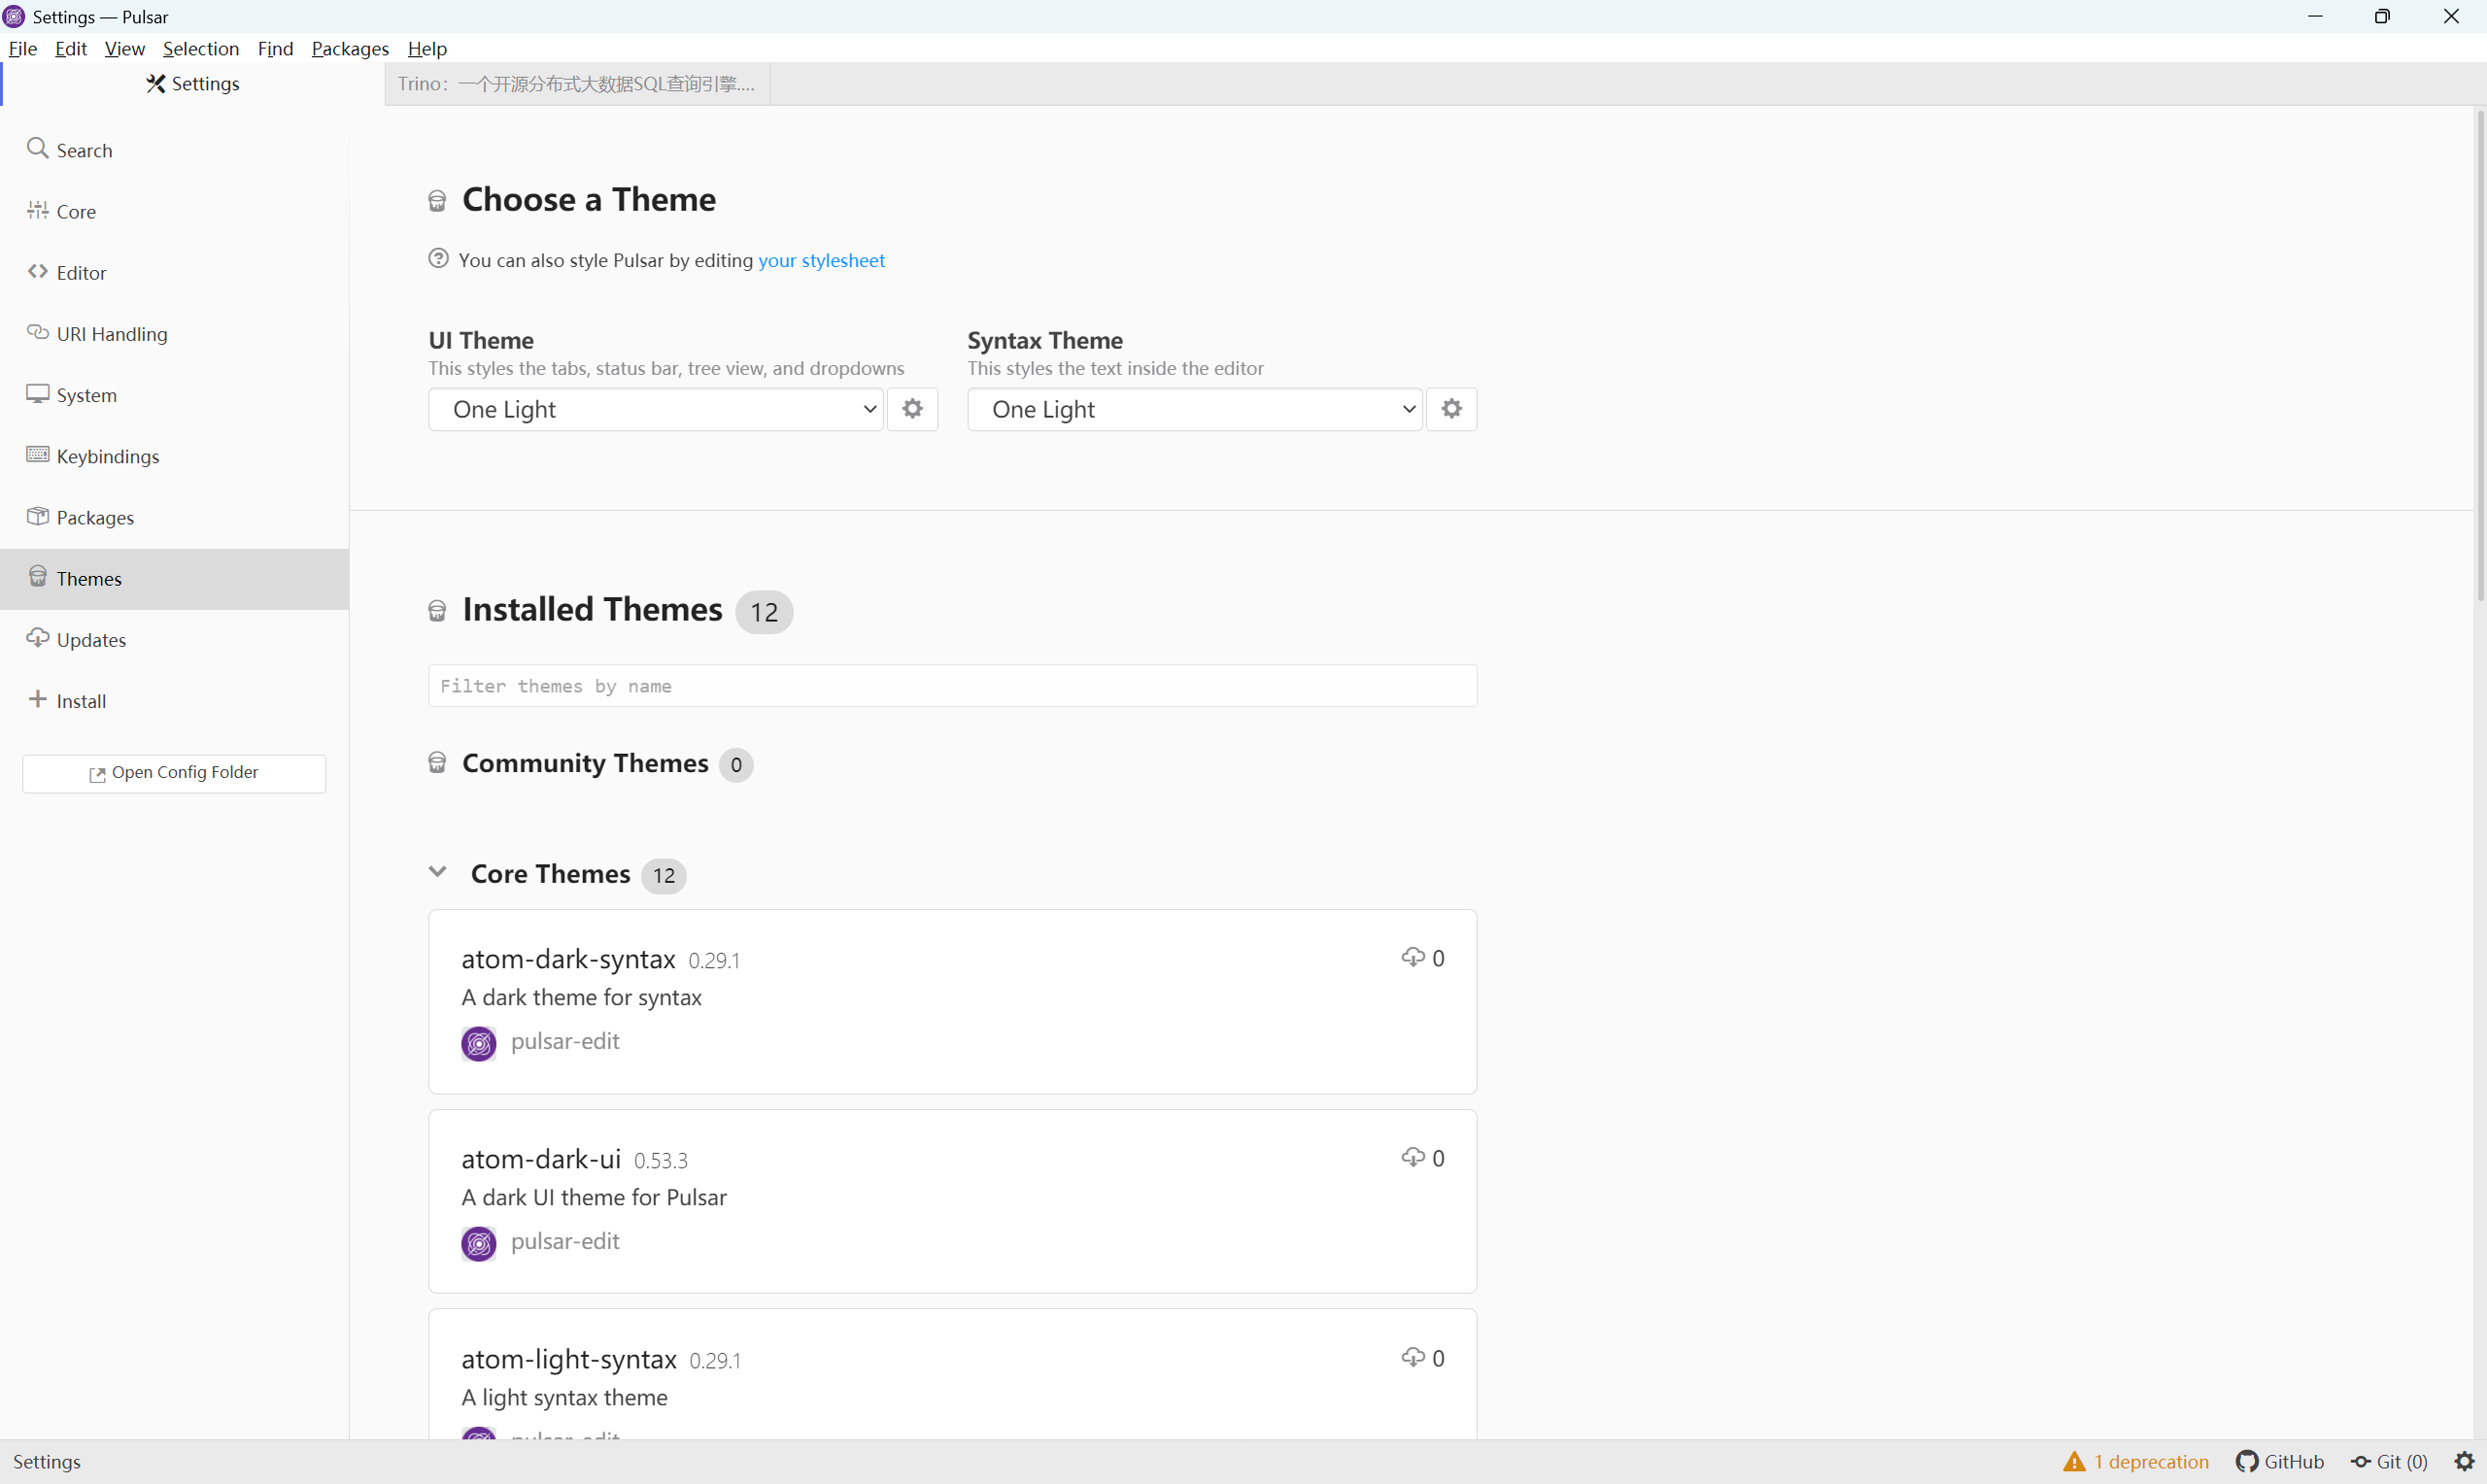 Settings — Pulsar
File Edit View Selection Find Packages Help
Settings
Trino：一个开源分布式大数据SQL查询引擎....
Search
Core
Editor
URI Handling
System
Keybindings
Packages
Themes
Updates
Install
Open Config Folder
Choose a Theme
You can also style Pulsar by editing your stylesheet
UI Theme
This styles the tabs, status bar, tree view, and dropdowns
One Light
Syntax Theme
This styles the text inside the editor
One Light
Installed Themes 12
Filter themes by name
Community Themes 0
Core Themes 12
atom-dark-syntax 0.29.1
0
A dark theme for syntax
pulsar-edit
atom-dark-ui 0.53.3
0
A dark UI theme for Pulsar
pulsar-edit
atom-light-syntax 0.29.1
0
A light syntax theme
pulsar-edit
Settings
1 deprecation
GitHub
Git (0)